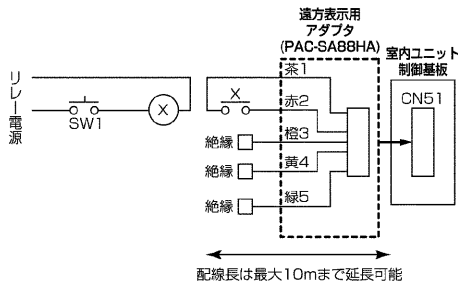 遠方表示用
アダプタ
(PAC-SA88HA)
室内ユニット
制御基板
リレー電源
SW1
X
X
茶1
赤2
橙3
黄4
緑5
絶縁
絶縁
絶縁
CN51
配線長は最大10mまで延長可能